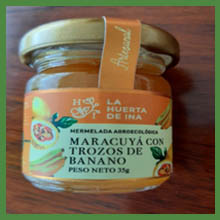 Artesanal
H
I
LA
HUERTA
DE INA
MERMELADA AGROECOLÓGICA
MARACUYÁ CON
TROZOS DE
BANANO
PESO NETO 35g